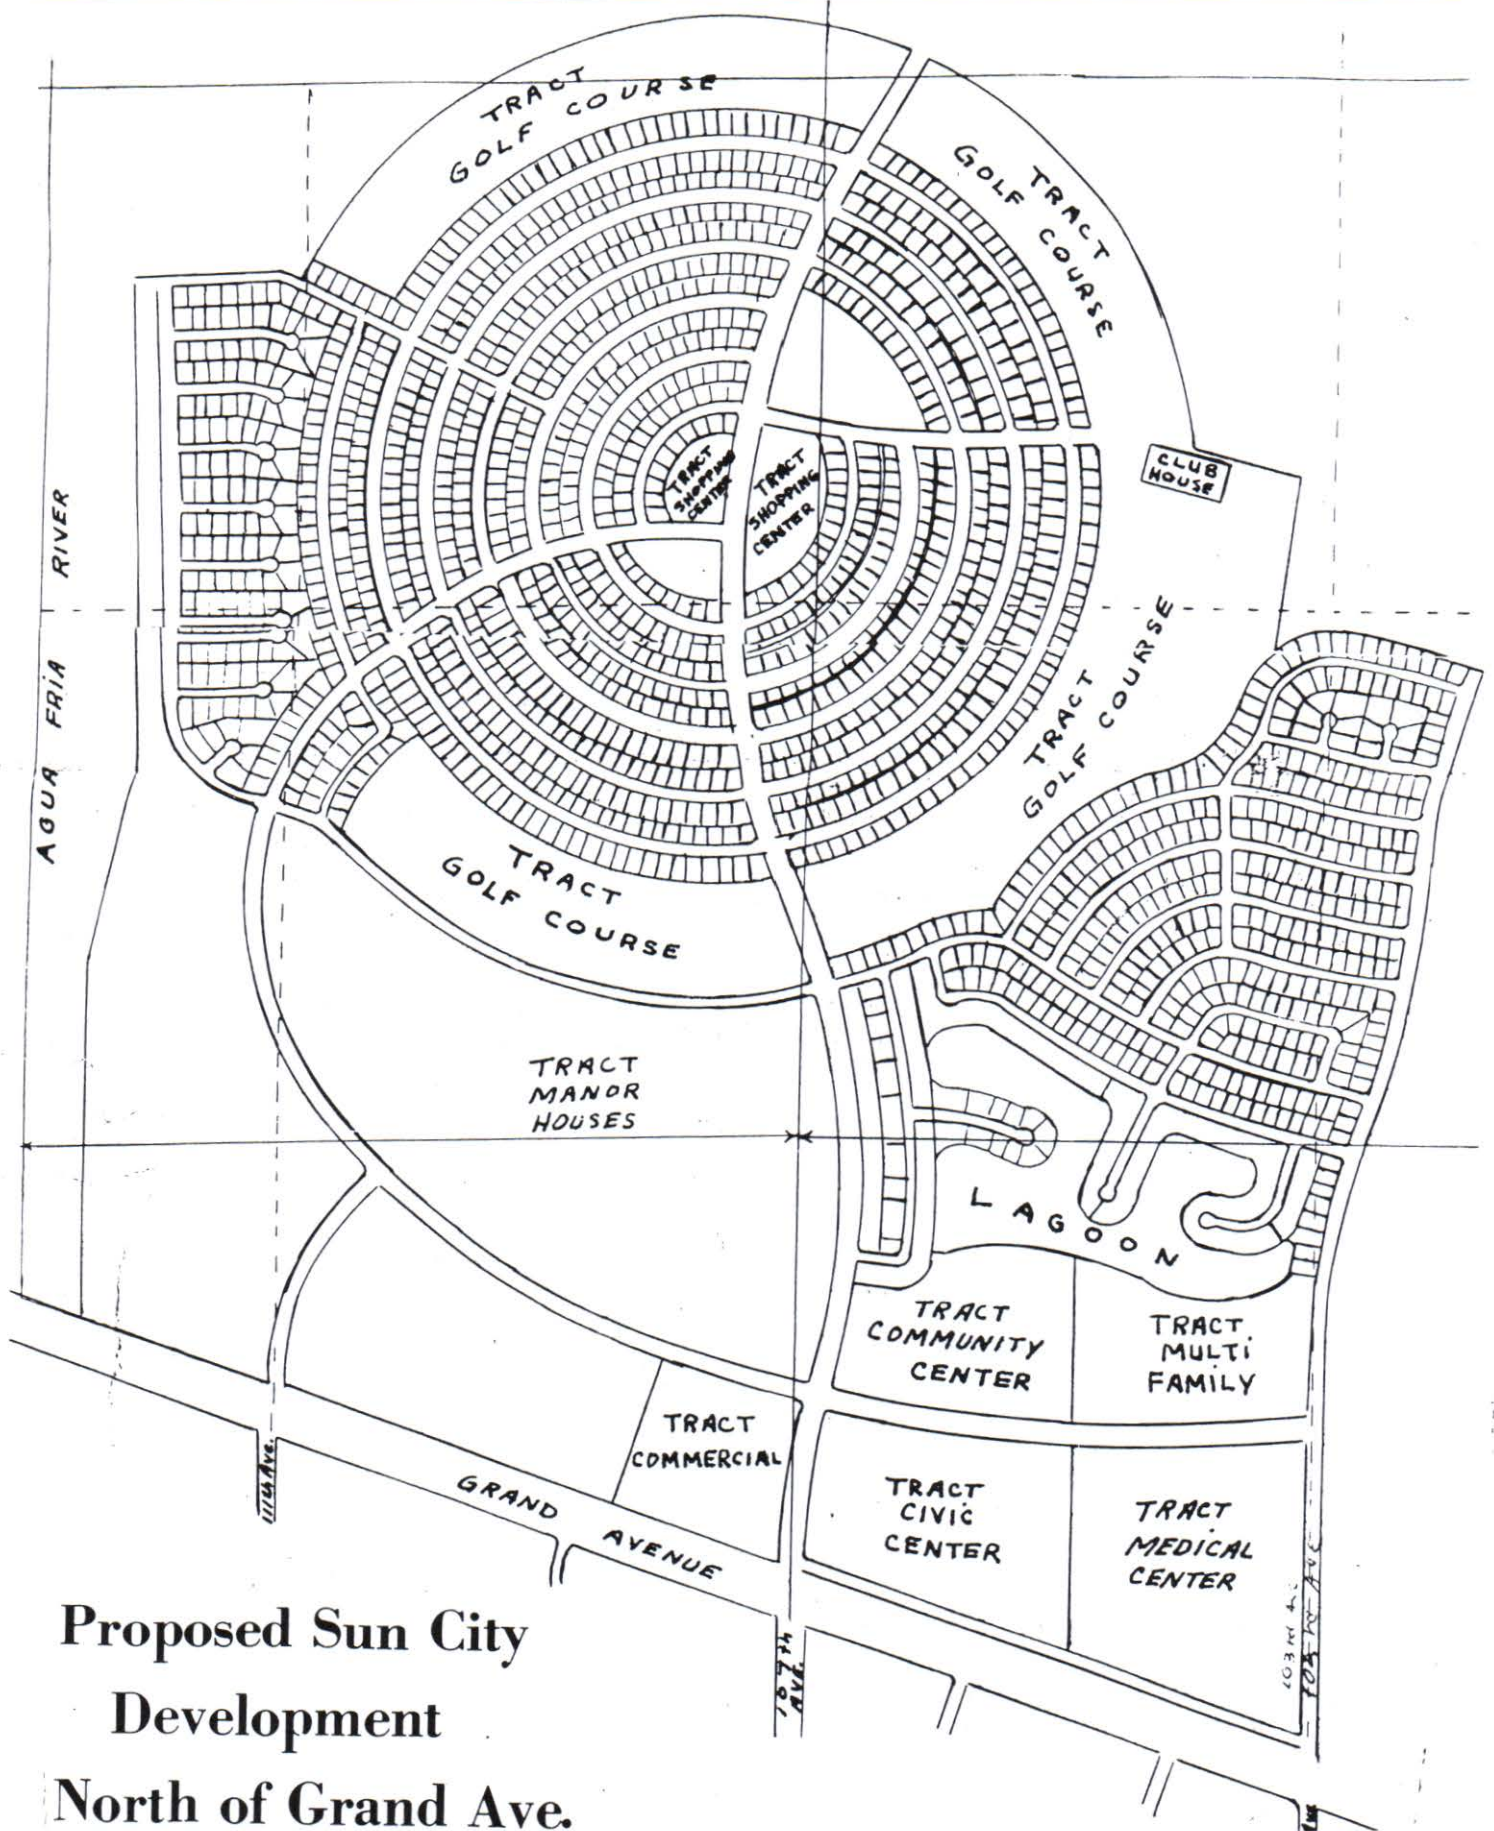 TRACT
GOLF COURSE
TRACT
GOLF COURSE
CLUB
HOUSE
TRACT
SHOPPING
CENTER
TRACT
SHOPPING
CENTER
AGUA FRIA RIVER
TRACT
GOLF COURSE
TRACT
GOLF COURSE
TRACT
MANOR
HOUSES
LAGOON
TRACT
COMMUNITY
CENTER
TRACT
MULTI
FAMILY
TRACT
COMMERCIAL
TRACT
CIVIC
CENTER
TRACT
MEDICAL
CENTER
GRAND AVENUE
111th Ave.
107th
AVE.
103rd Ave
Proposed Sun City
Development
North of Grand Ave.